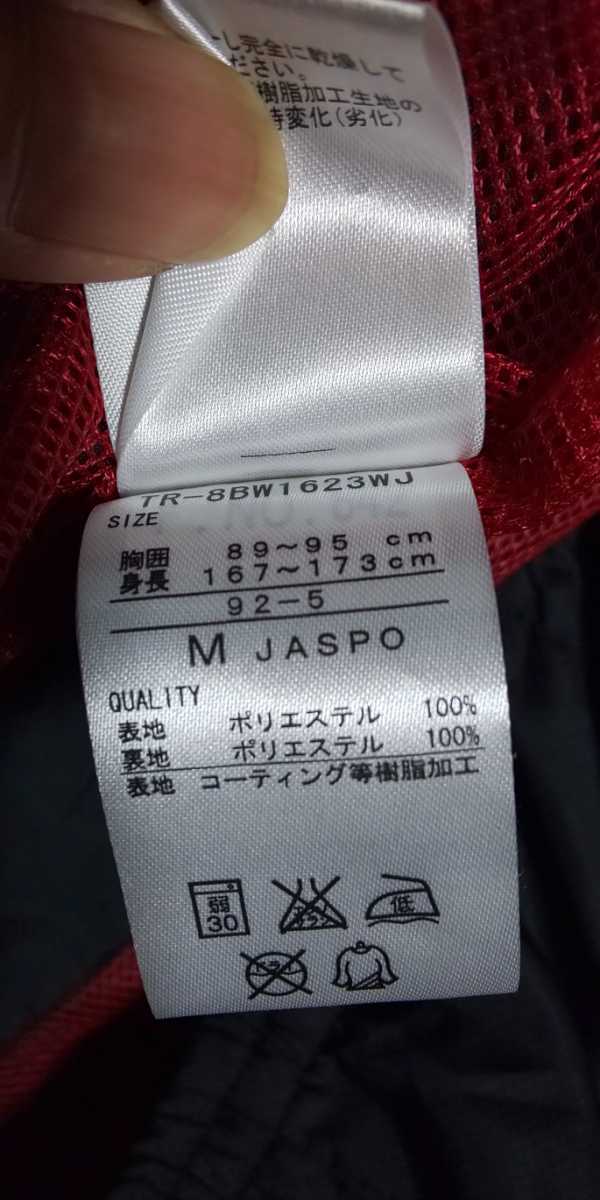 し完全に乾燥して
ださい。
樹脂加工生地の
変化(劣化)
TR-8BW1623WJ
SIZE
胸囲 89～95 cm
身長 167～173cm
92-5
M JASPO
QUALITY
表地 ポリエステル 100%
裏地 ポリエステル 100%
表地 コーティング等樹脂加工
弱 30 低